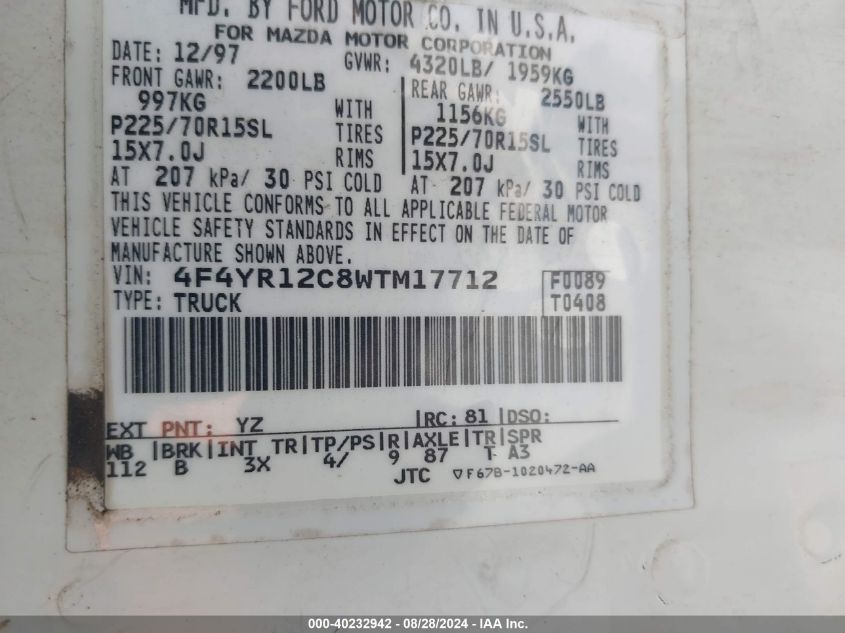 MFD. BY FORD MOTOR CO. IN U.S.A.
FOR MAZDA MOTOR CORPORATION
DATE: 12/97 GVWR: 4320LB/ 1959KG
FRONT GAWR: 2200LB REAR GAWR: 2550LB
997KG WITH 1156KG WITH
P225/70R15SL TIRES P225/70R15SL TIRES
15X7.0J RIMS 15X7.0J RIMS
AT 207 kPa/ 30 PSI COLD AT 207 kPa/ 30 PSI COLD
THIS VEHICLE CONFORMS TO ALL APPLICABLE FEDERAL MOTOR
VEHICLE SAFETY STANDARDS IN EFFECT ON THE DATE OF
MANUFACTURE SHOWN ABOVE.
VIN: 4F4YR12C8WTM17712 F0089
TYPE: TRUCK T0408
EXT PNT: YZ |RC: 81 |DSO:
WB |BRK|INT TR|TP/PS|R|AXLE|TR|SPR
112 B 3X 4/ 9 87 T A3
JTC ▽F67B-1020472-AA
000-40232942 - 08/28/2024 - IAA Inc.